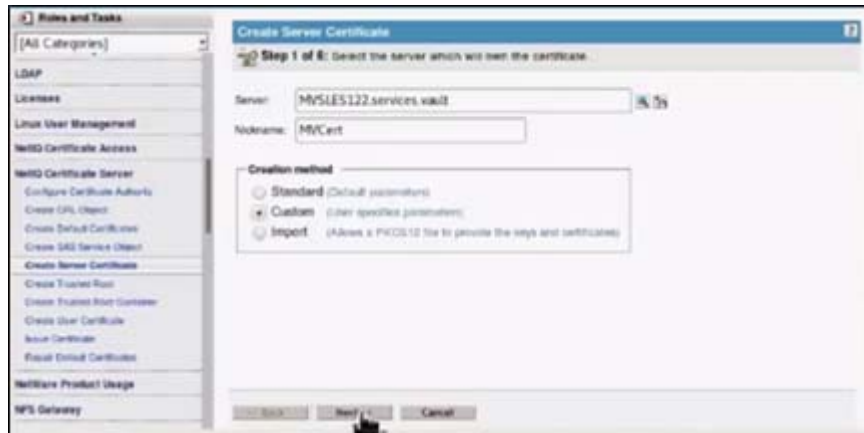 Roles and Tasks
[All Categories]
LDAP
Licenses
Linux User Management
NetIQ Certificate Access
NetIQ Certificate Server
Configure Certificate Authority
Create CRL Object
Create Default Certificates
Create SAS Service Object
Create Server Certificate
Create Trusted Root
Create Trusted Root Container
Create User Certificate
Issue Certificate
Repair Default Certificates
NetWare Product Usage
NFS Gateway
Create Server Certificate
Step 1 of 6: Select the server which will own the certificate.
Server: MVSLES122.services.vault
Nickname: MVCert
Creation method
Standard (Default parameters)
Custom (User specified parameters)
Import (Allows a PKCS12 file to provide the keys and certificates)
<< Back
Next >>
Cancel